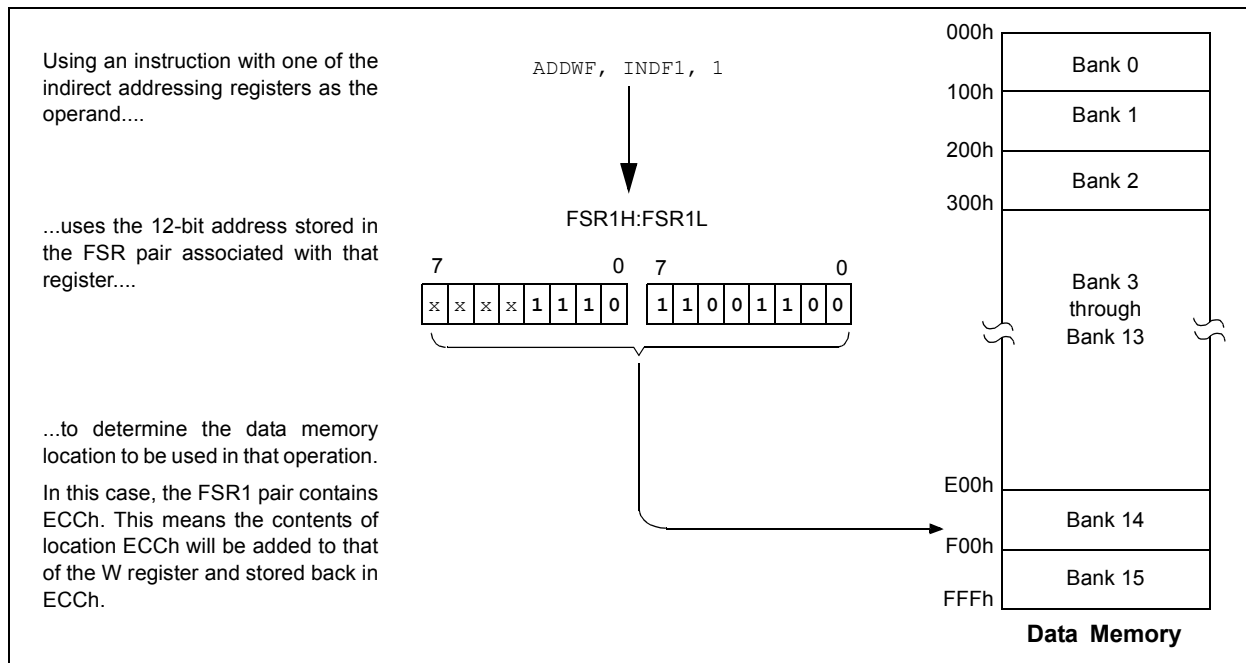 Using an instruction with one of the
indirect addressing registers as the
operand....
ADDWF, INDF1, 1
...uses the 12-bit address stored in
the FSR pair associated with that
register....
FSR1H:FSR1L
7 0 7 0
x x x x 1 1 1 0 1 1 0 0 1 1 0 0
...to determine the data memory
location to be used in that operation.
In this case, the FSR1 pair contains
ECCh. This means the contents of
location ECCh will be added to that
of the W register and stored back in
ECCh.
000h
Bank 0
100h
Bank 1
200h
Bank 2
300h
Bank 3
through
Bank 13
E00h
Bank 14
F00h
Bank 15
FFFh
Data Memory